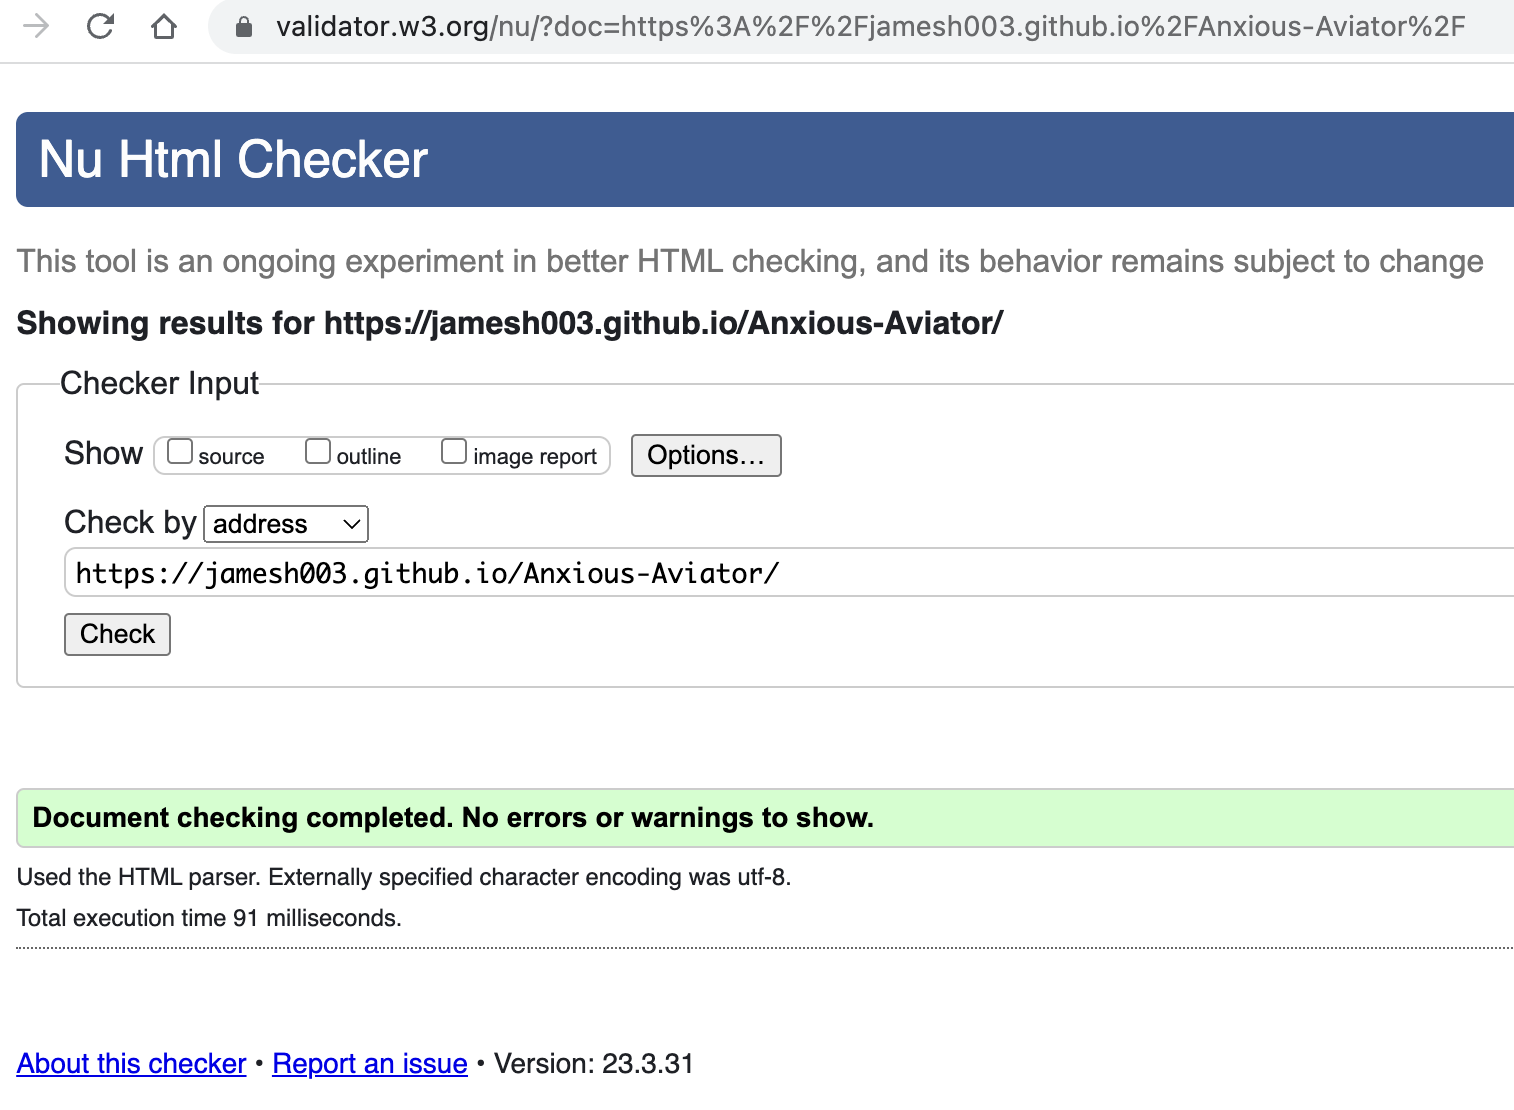 validator.w3.org/nu/?doc=https%3A%2F%2Fjamesh003.github.io%2FAnxious-Aviator%2F
Nu Html Checker
This tool is an ongoing experiment in better HTML checking, and its behavior remains subject to change
Showing results for https://jamesh003.github.io/Anxious-Aviator/
Checker Input
Show source outline image report Options...
Check by address
https://jamesh003.github.io/Anxious-Aviator/
Check
Document checking completed. No errors or warnings to show.
Used the HTML parser. Externally specified character encoding was utf-8.
Total execution time 91 milliseconds.
About this checker • Report an issue • Version: 23.3.31